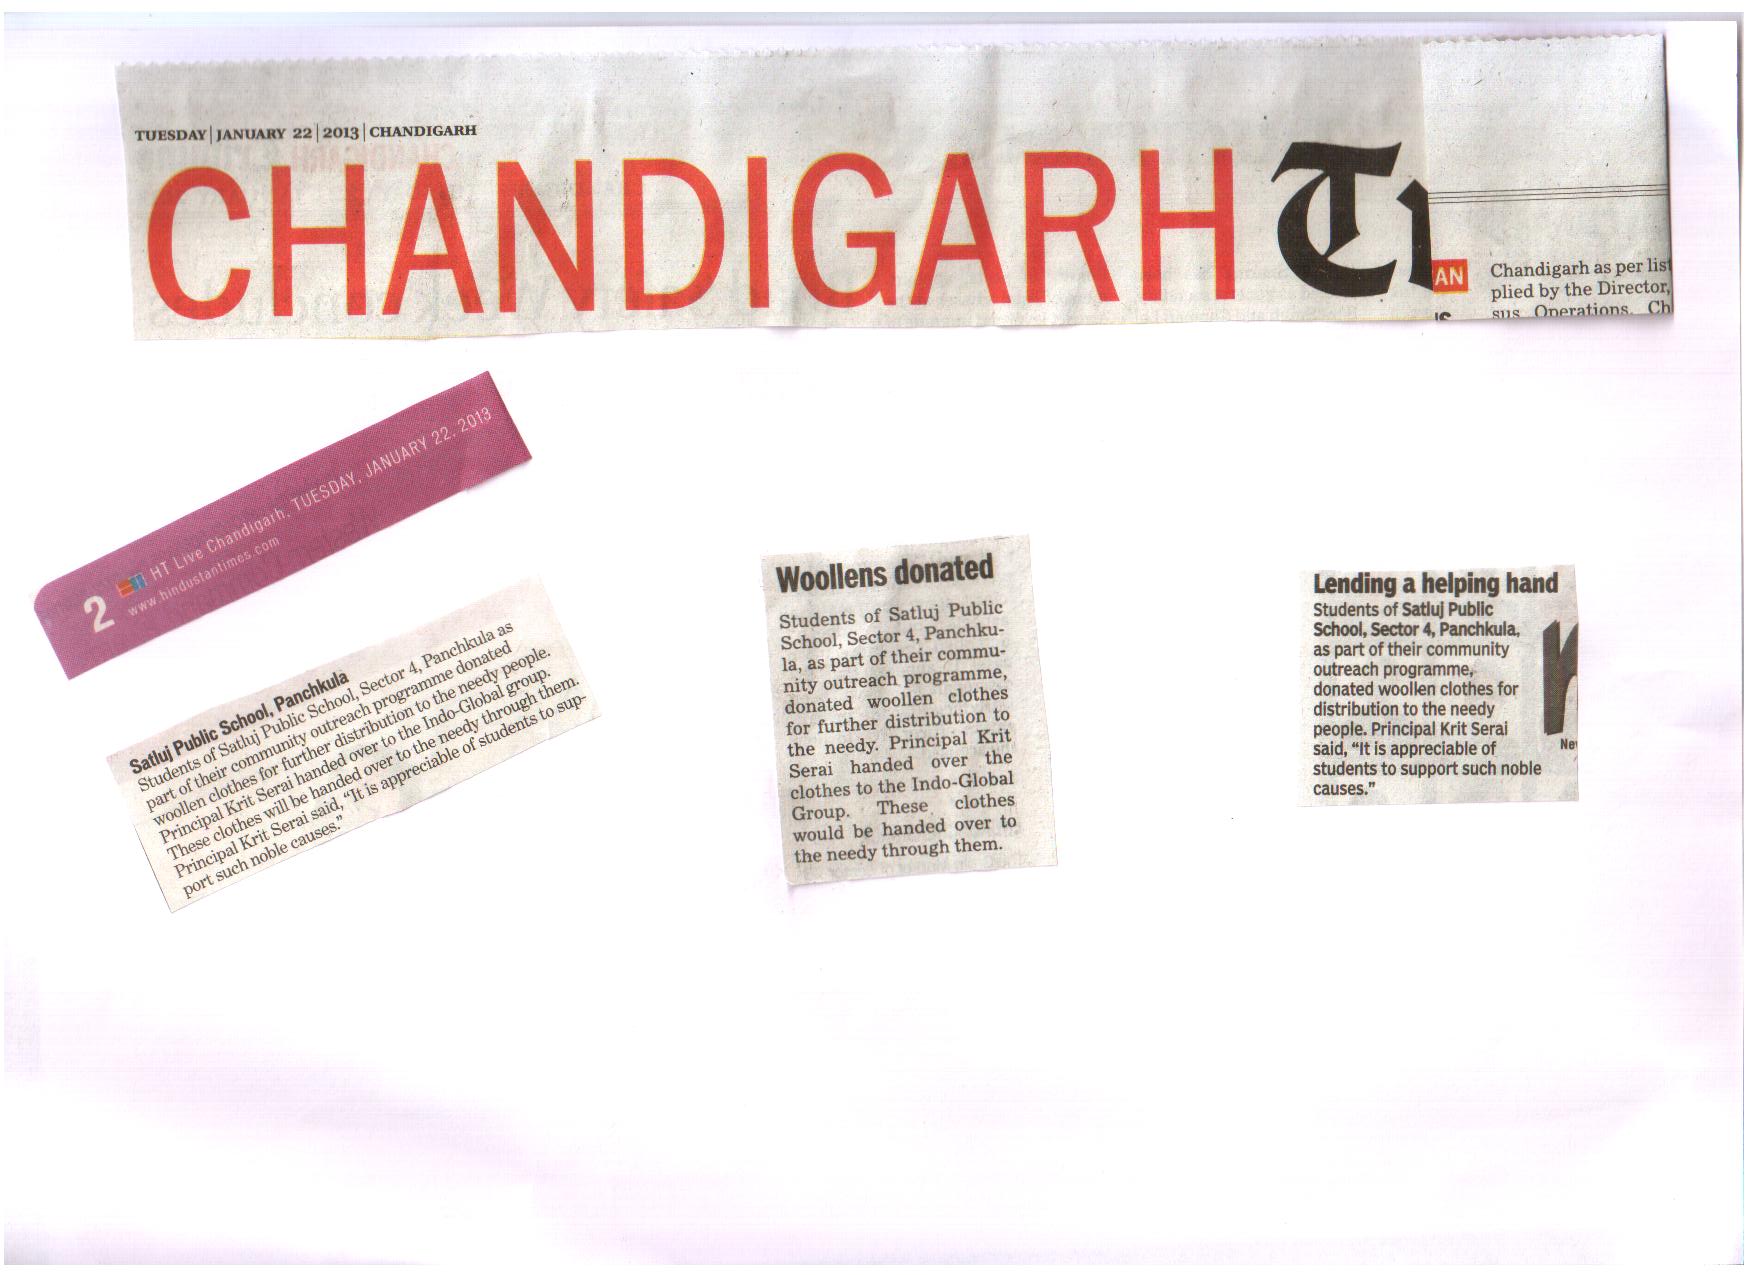 TUESDAY | JANUARY 22 | 2013 | CHANDIGARH
CHANDIGARH
AN
Chandigarh as per list
plied by the Director,
sus Operations, Ch
2 HT Live Chandigarh, TUESDAY, JANUARY 22, 2013
www.hindustantimes.com
Satluj Public School, Panchkula
Students of Satluj Public School, Sector 4, Panchkula as
part of their community outreach programme donated
woollen clothes for further distribution to the needy people.
Principal Krit Serai handed over to the Indo-Global group.
These clothes will be handed over to the needy through them.
Principal Krit Serai said, “It is appreciable of students to sup-
port such noble causes.”
Woollens donated
Students of Satluj Public
School, Sector 4, Panchku-
la, as part of their commu-
nity outreach programme,
donated woollen clothes
for further distribution to
the needy. Principal Krit
Serai handed over the
clothes to the Indo-Global
Group. These clothes
would be handed over to
the needy through them.
Lending a helping hand
Students of Satluj Public
School, Sector 4, Panchkula,
as part of their community
outreach programme,
donated woollen clothes for
distribution to the needy
people. Principal Krit Serai
said, “It is appreciable of
students to support such noble
causes.”